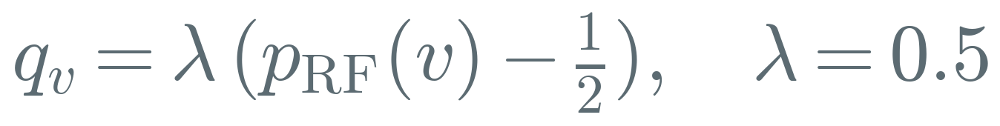 q_v = λ (p_RF(v) − 1/2), λ = 0.5